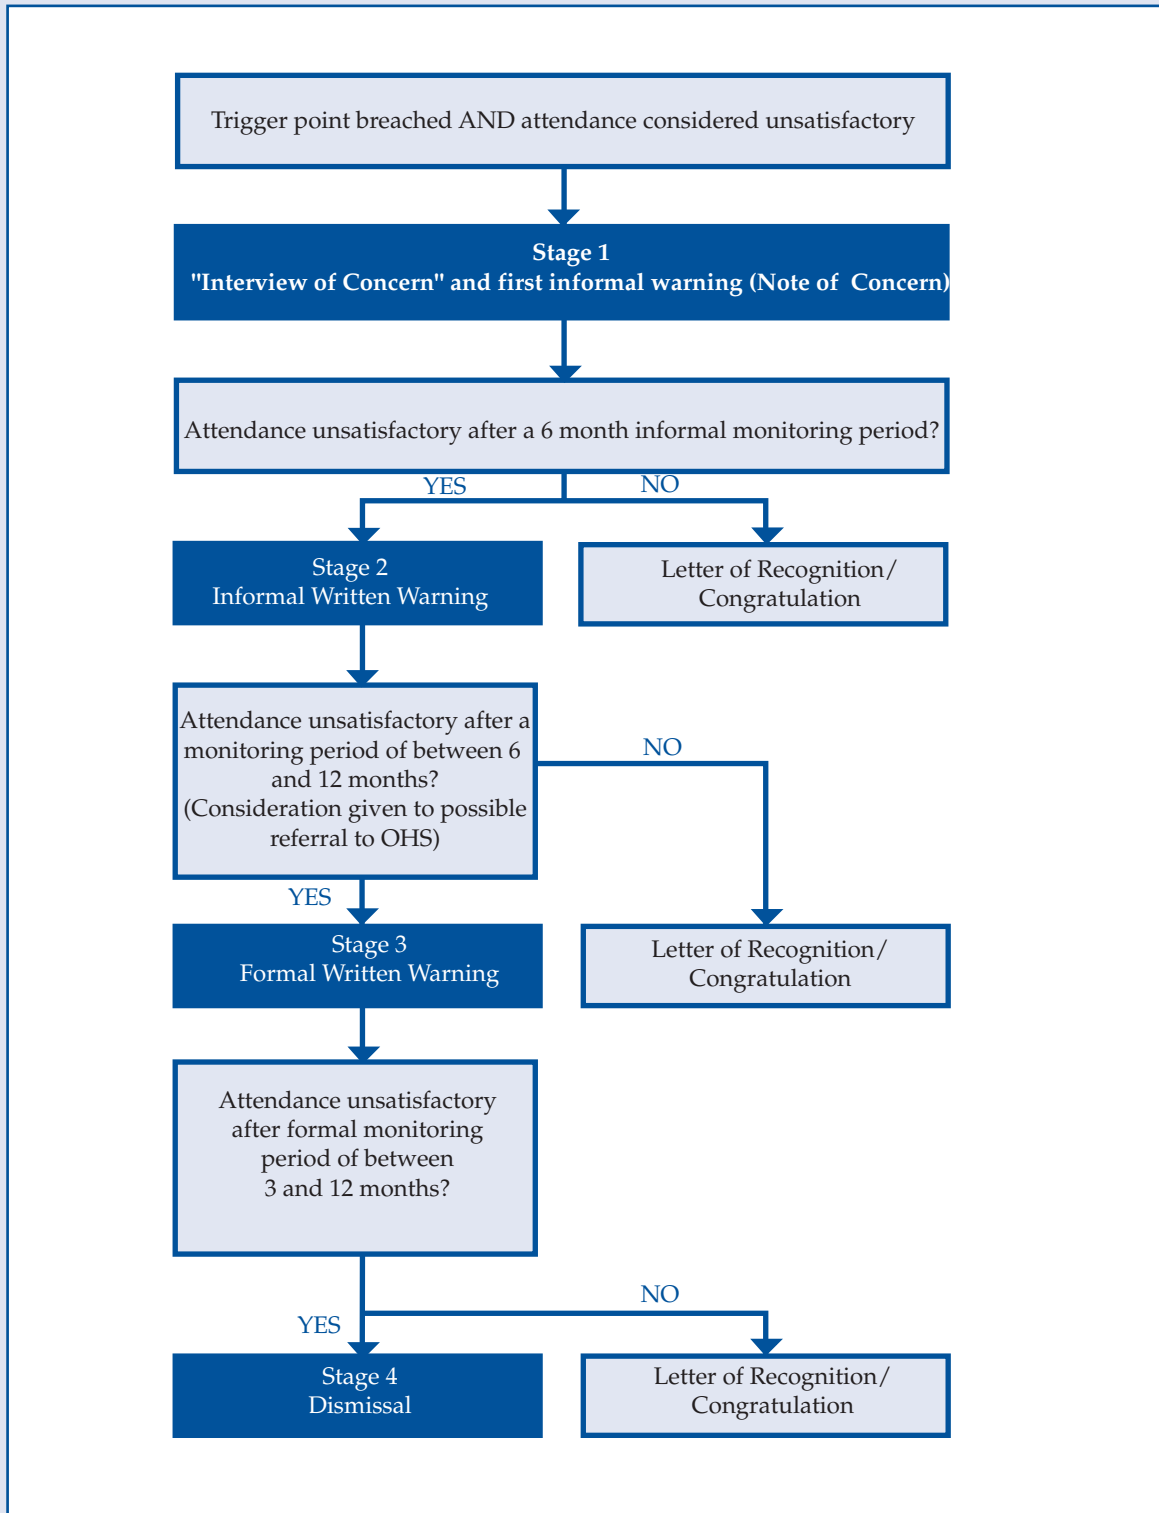 Trigger point breached AND attendance considered unsatisfactory
Stage 1
"Interview of Concern" and first informal warning (Note of Concern)
Attendance unsatisfactory after a 6 month informal monitoring period?
YES
NO
Stage 2
Informal Written Warning
Letter of Recognition/
Congratulation
Attendance unsatisfactory after a
monitoring period of between 6
and 12 months?
(Consideration given to possible
referral to OHS)
NO
YES
Stage 3
Formal Written Warning
Letter of Recognition/
Congratulation
Attendance unsatisfactory
after formal monitoring
period of between
3 and 12 months?
NO
YES
Stage 4
Dismissal
Letter of Recognition/
Congratulation